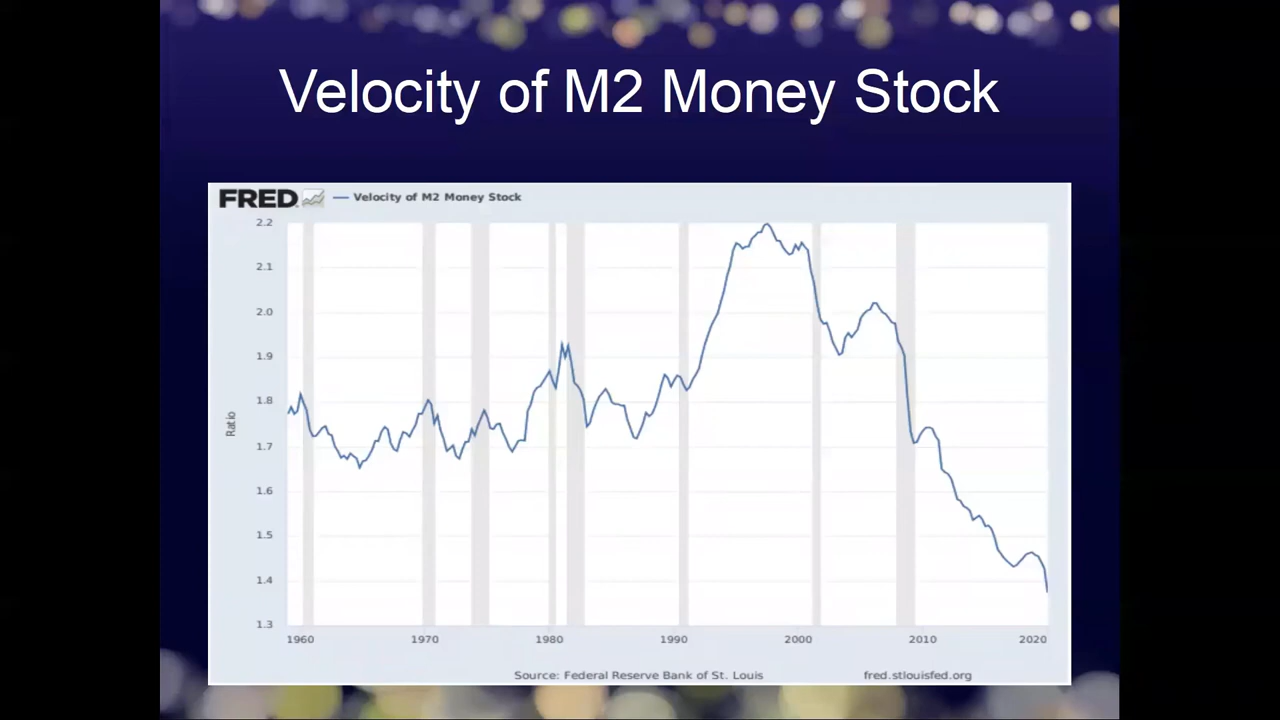 Velocity of M2 Money Stock
FRED
Velocity of M2 Money Stock
2.2
2.1
2.0
1.9
1.8
1.7
1.6
1.5
1.4
1.3
Ratio
1960 1970 1980 1990 2000 2010 2020
Source: Federal Reserve Bank of St. Louis
fred.stlouisfed.org